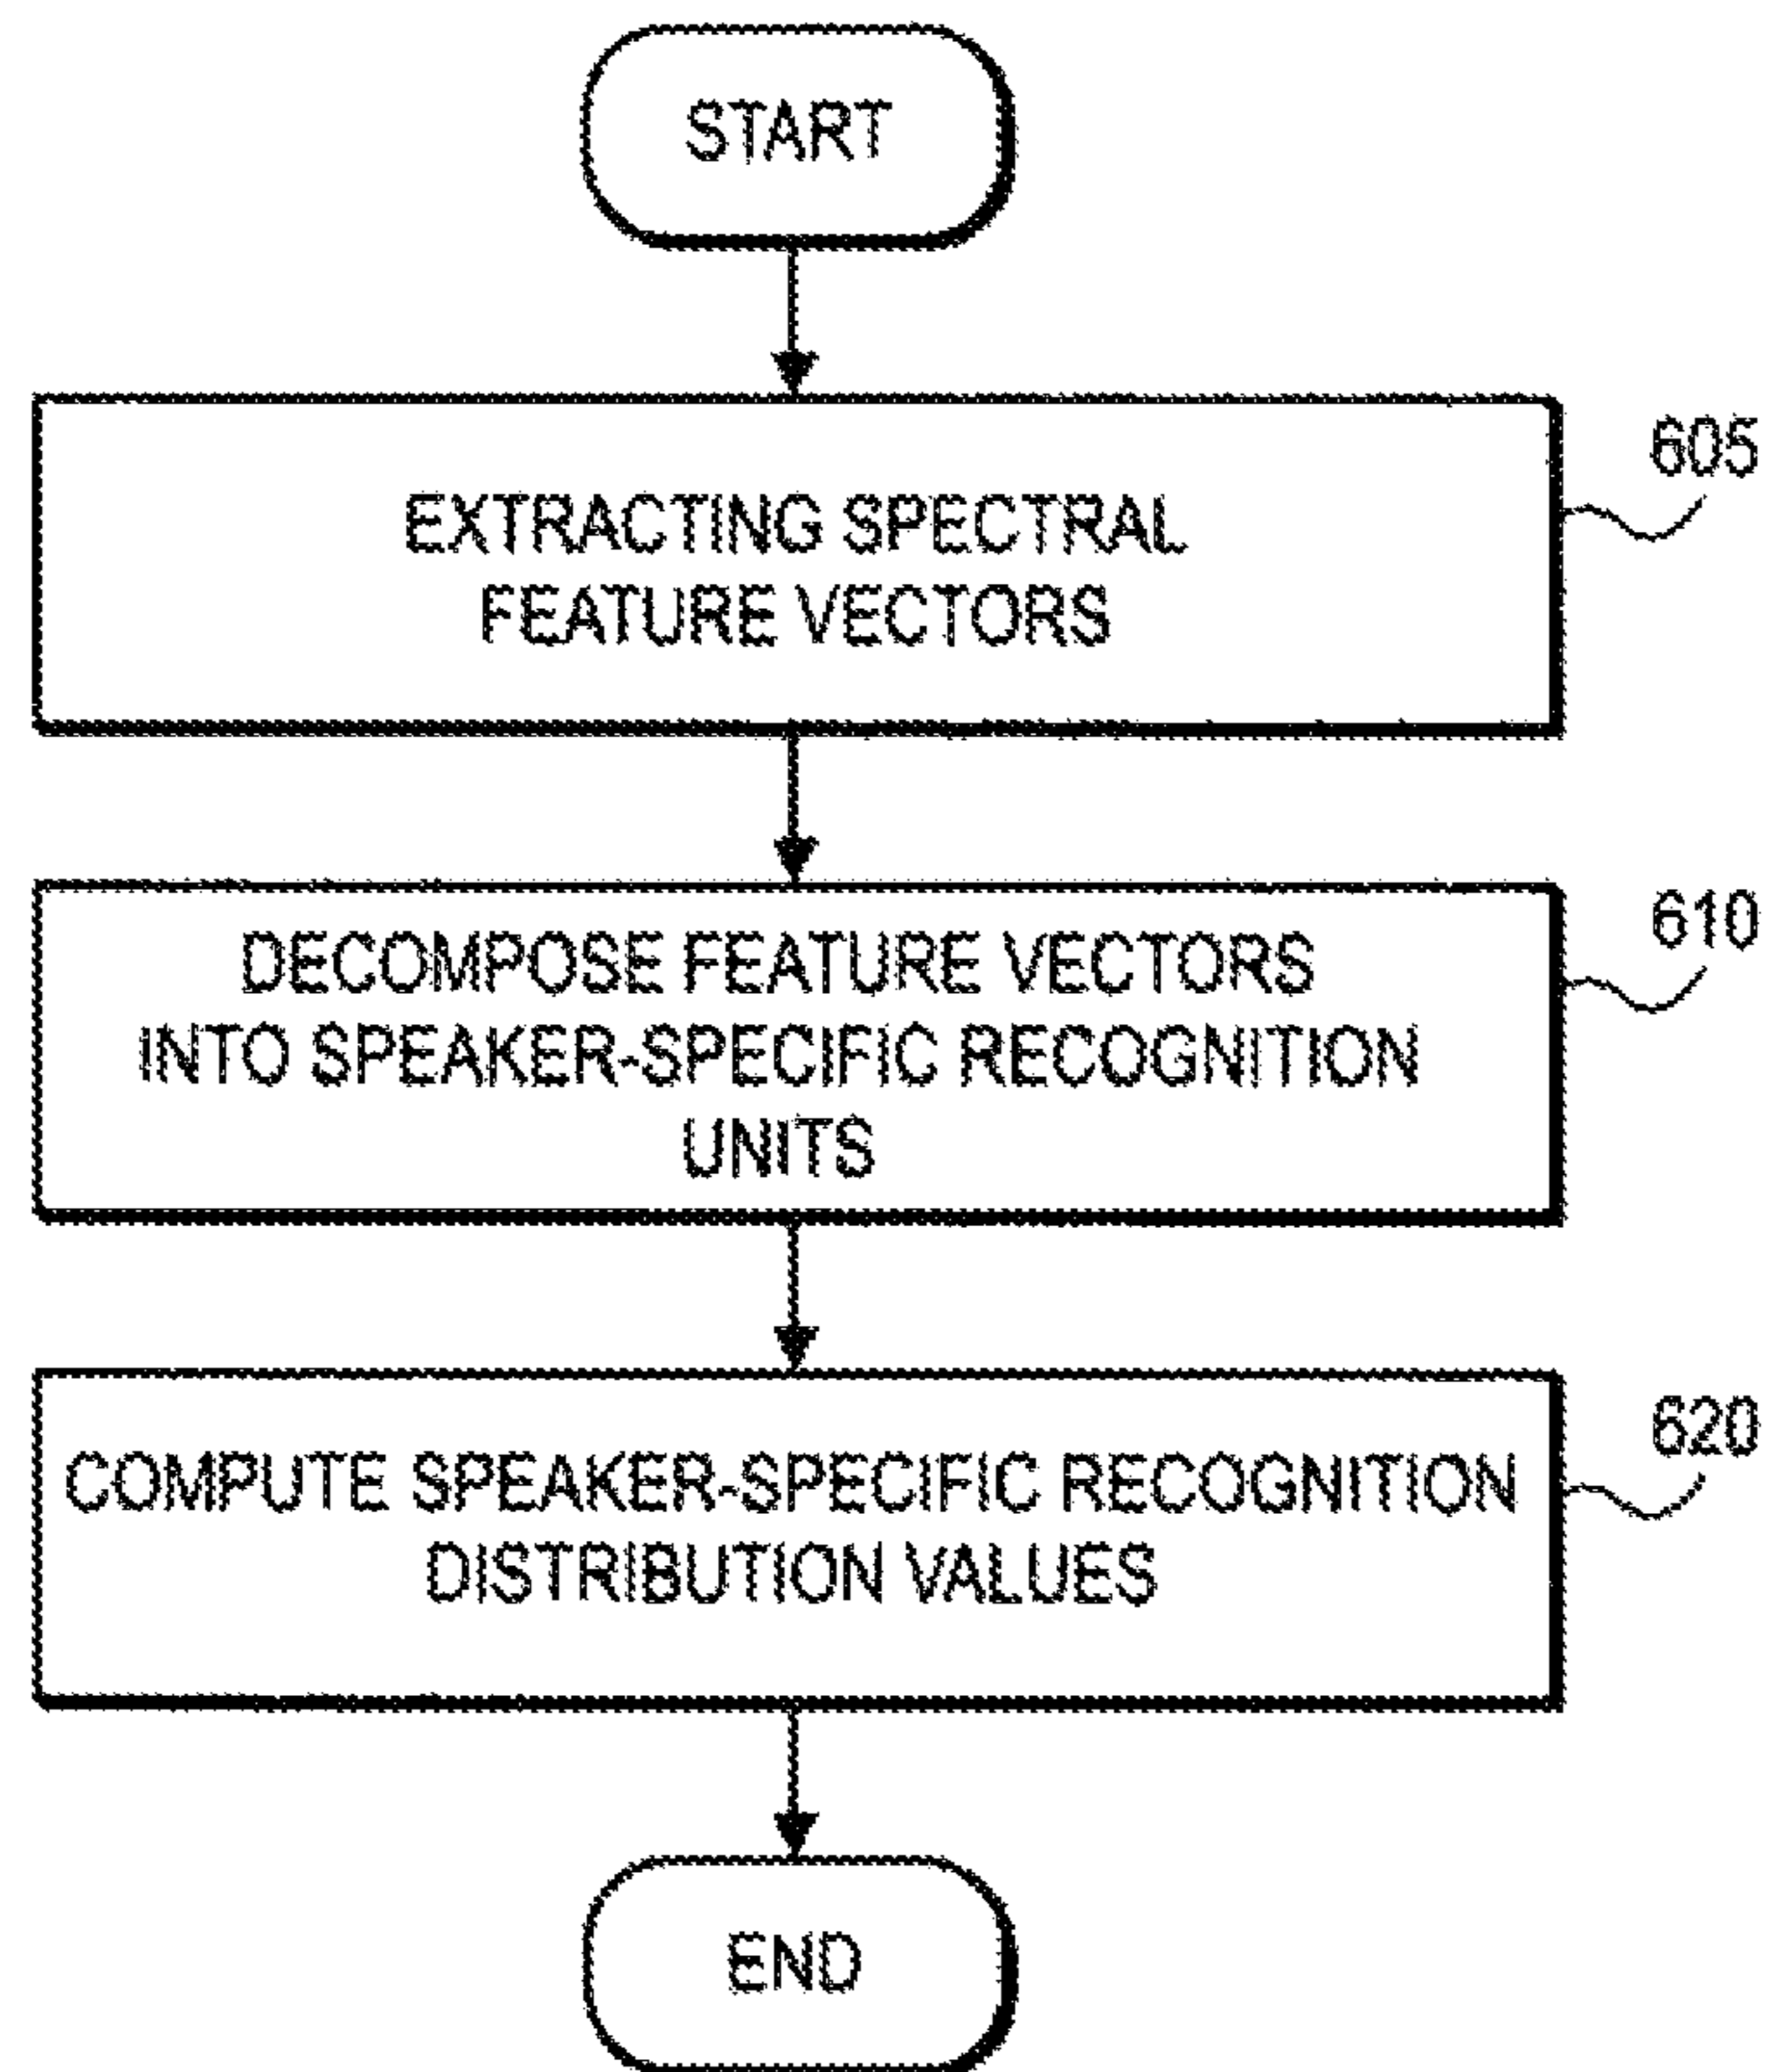 START
605
EXTRACTING SPECTRAL
FEATURE VECTORS
610
DECOMPOSE FEATURE VECTORS
INTO SPEAKER-SPECIFIC RECOGNITION
UNITS
620
COMPUTE SPEAKER-SPECIFIC RECOGNITION
DISTRIBUTION VALUES
END